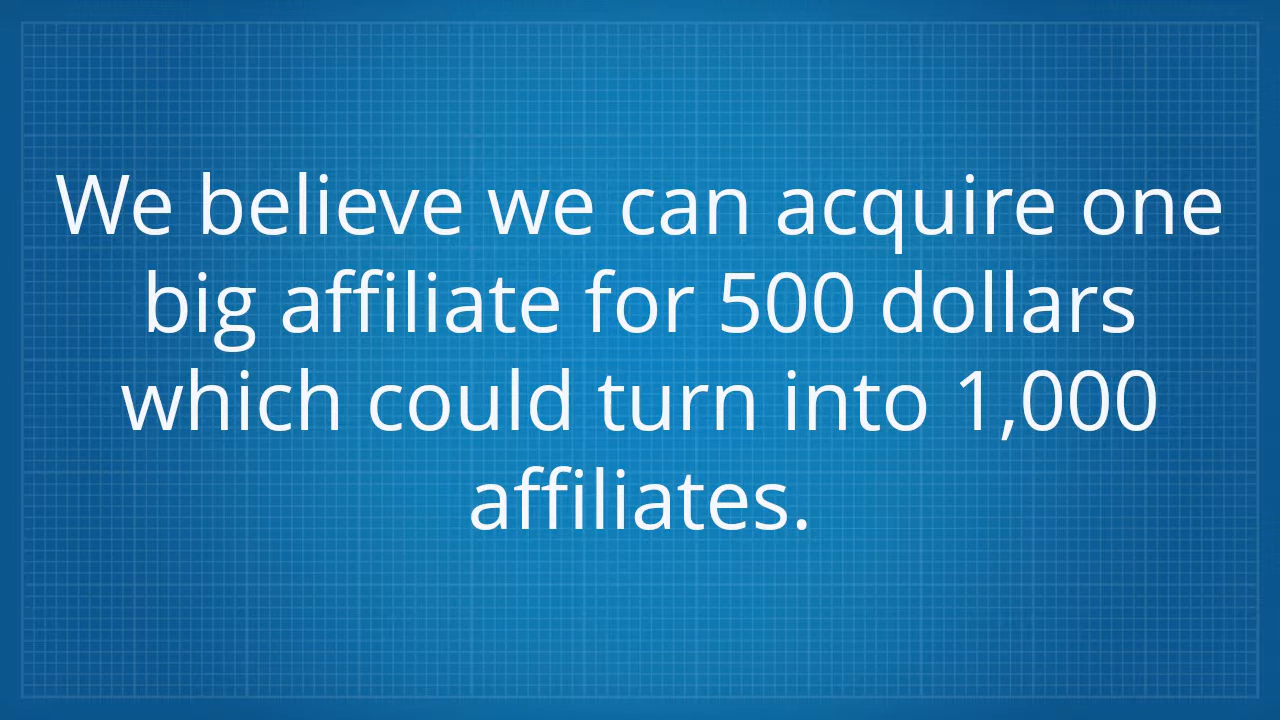 We believe we can acquire one
big affiliate for 500 dollars
which could turn into 1,000
affiliates.